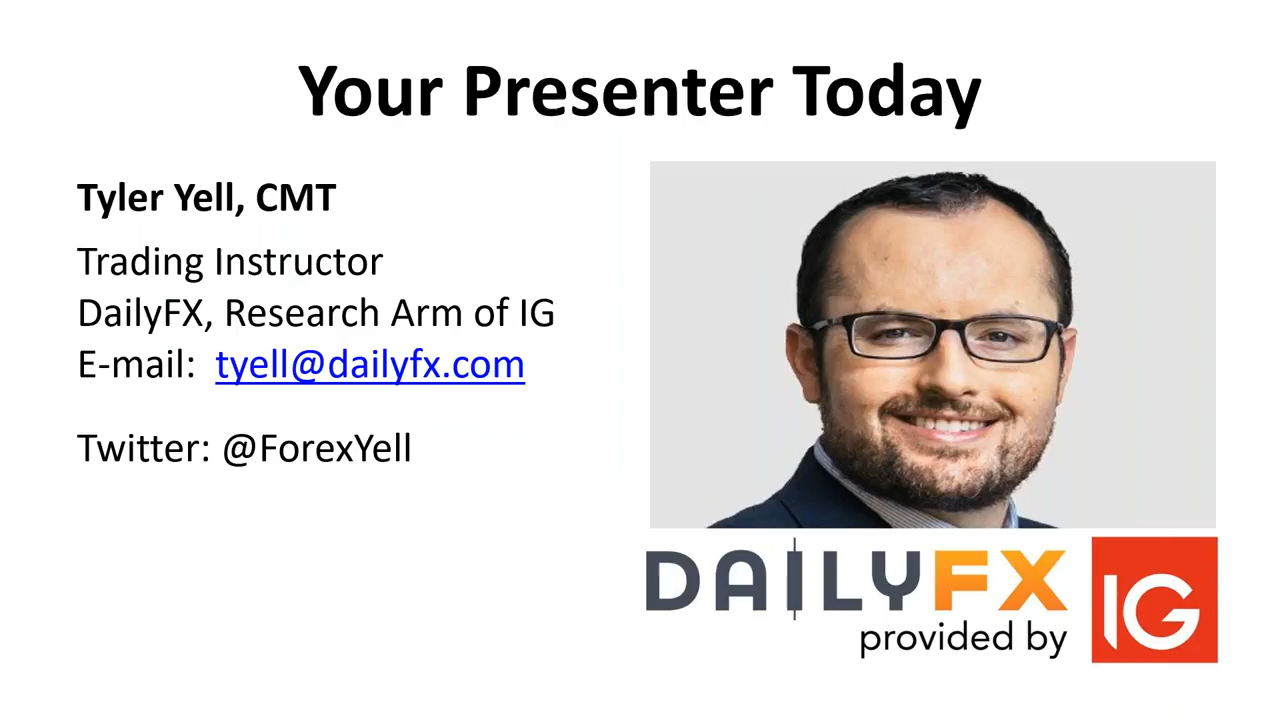 Your Presenter Today
Tyler Yell, CMT
Trading Instructor
DailyFX, Research Arm of IG
E-mail: tyell@dailyfx.com
Twitter: @ForexYell
DAILYFX
provided by
IG